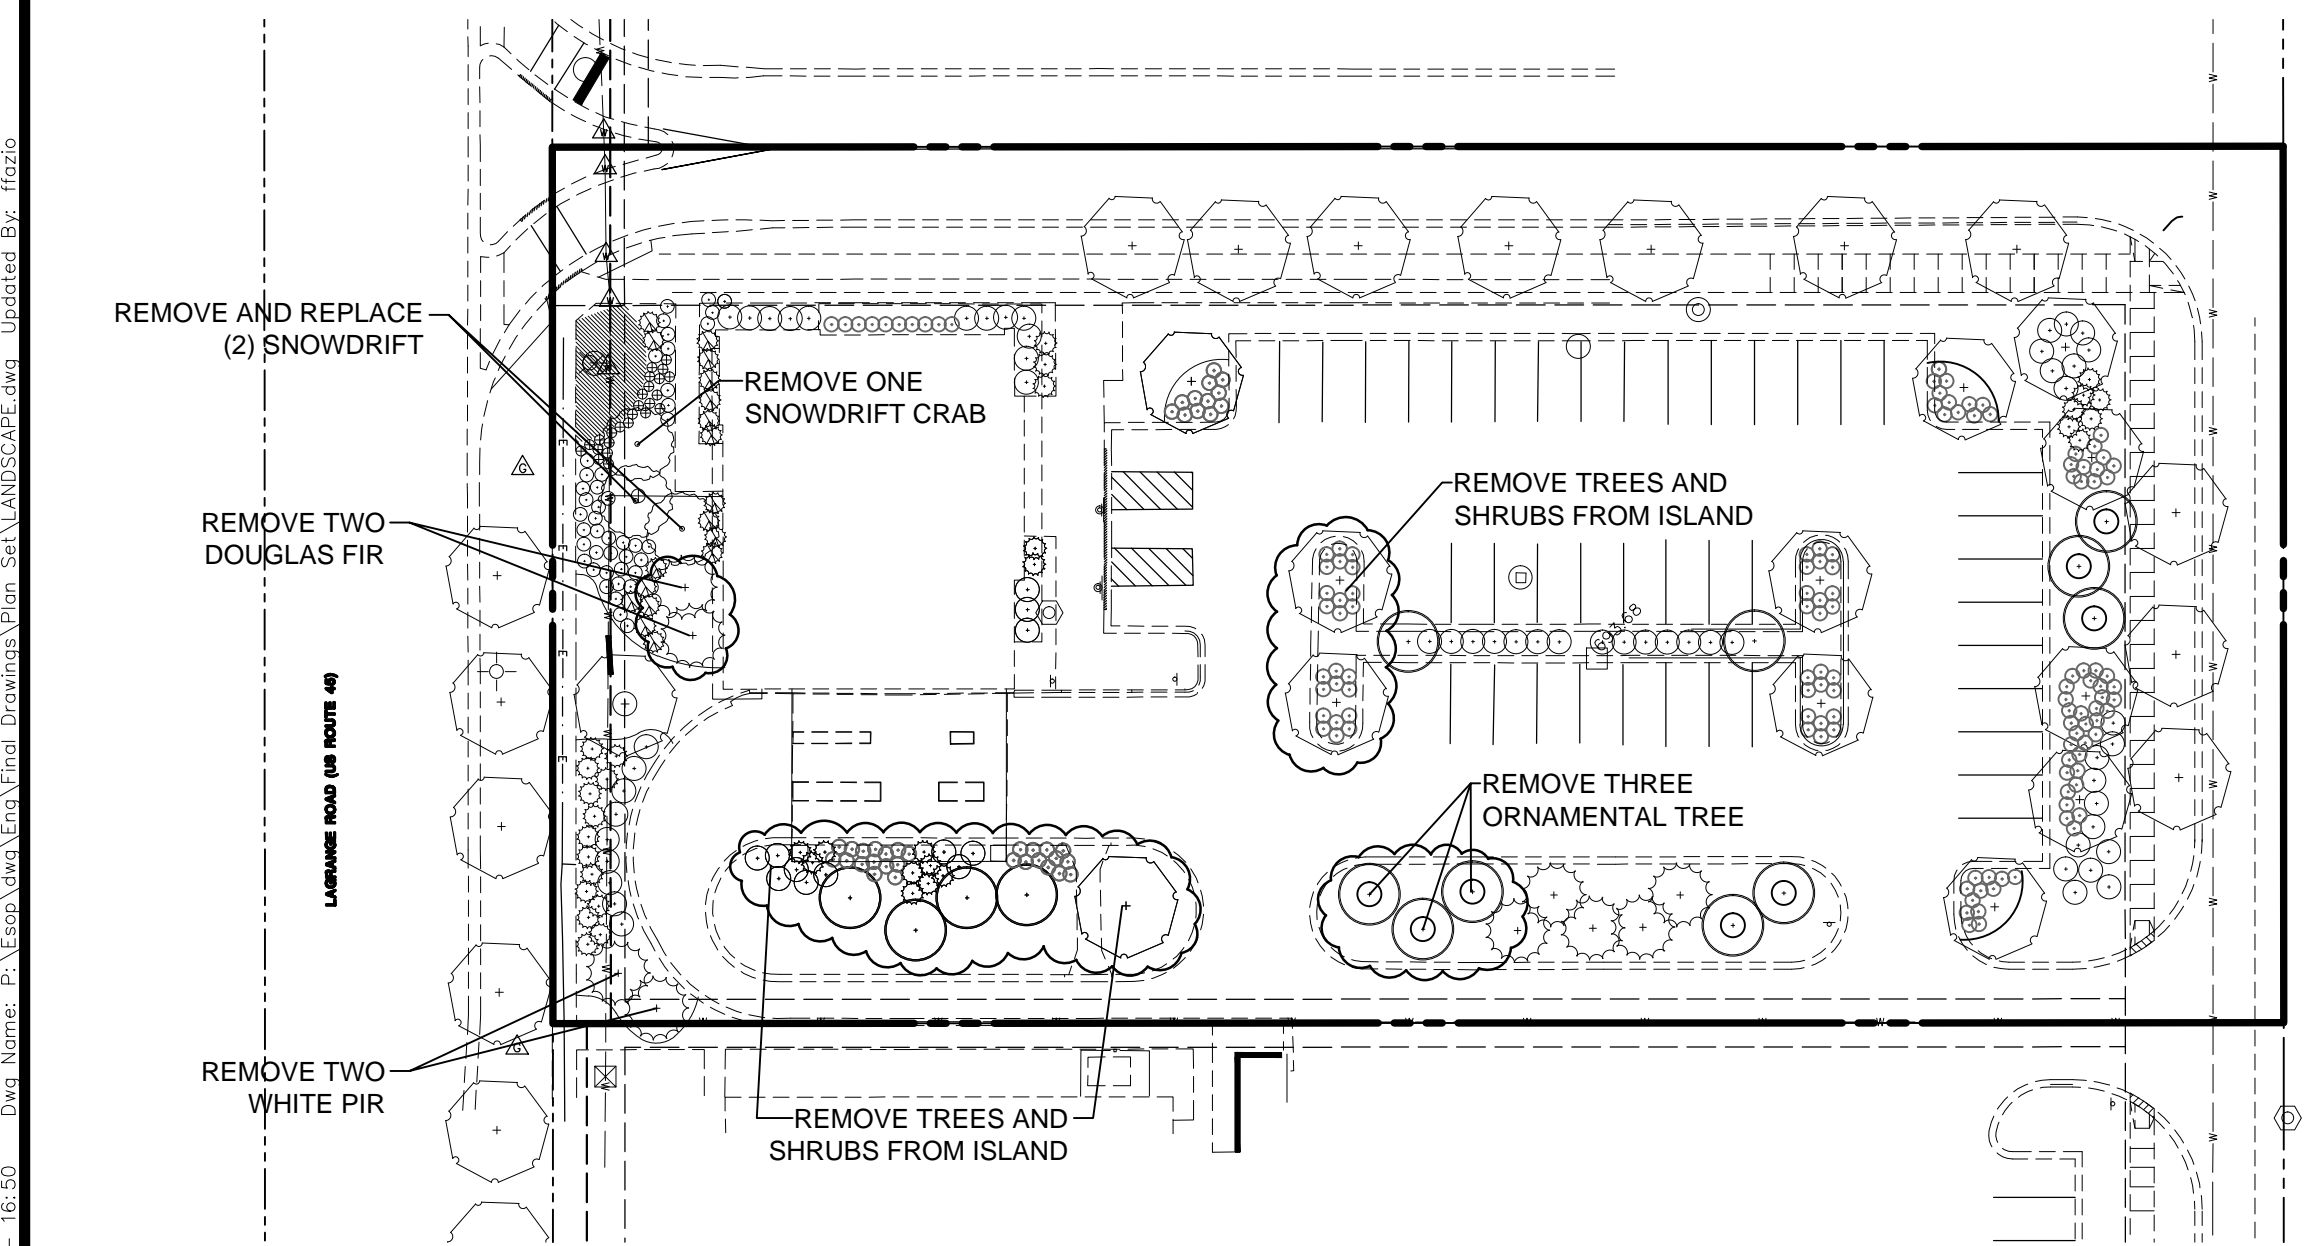 REMOVE AND REPLACE
(2) SNOWDRIFT
REMOVE ONE
SNOWDRIFT CRAB
REMOVE TWO
DOUGLAS FIR
REMOVE TREES AND
SHRUBS FROM ISLAND
693.68
REMOVE THREE
ORNAMENTAL TREE
LAGRANGE ROAD (US ROUTE 45)
REMOVE TWO
WHITE PIR
REMOVE TREES AND
SHRUBS FROM ISLAND
- 16:50 Dwg Name: P:\Esop\dwg\Eng\Final Drawings\Plan Set\LANDSCAPE.dwg Updated By: ffazio
G
G